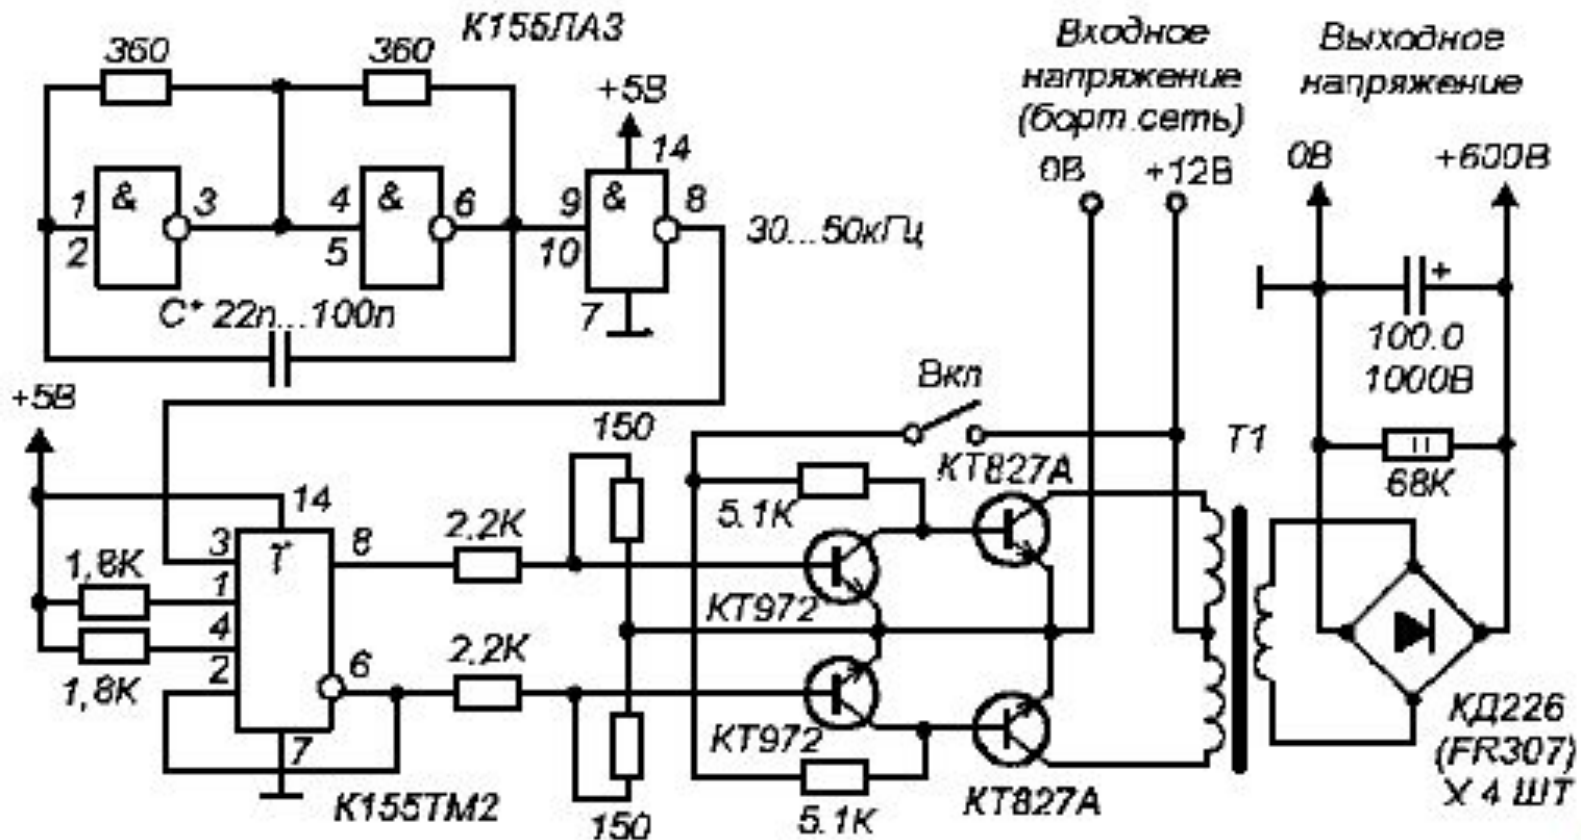 К155ЛА3
360
360
+5В
14
1
2
&
3
4
5
&
6
9
10
&
8
7
30...50кГц
C* 22п...100п
Входное
напряжение
(борт.сеть)
0В
+12В
Выходное
напряжение
0В
+600В
+
100.0
1000В
68К
Т1
Вкл
+5В
14
3
1
4
2
Т
8
6
7
1,8К
1,8К
К155ТМ2
2.2К
2.2К
150
150
5.1К
5.1К
КТ972
КТ972
КТ827А
КТ827А
КД226
(FR307)
Х 4 ШТ